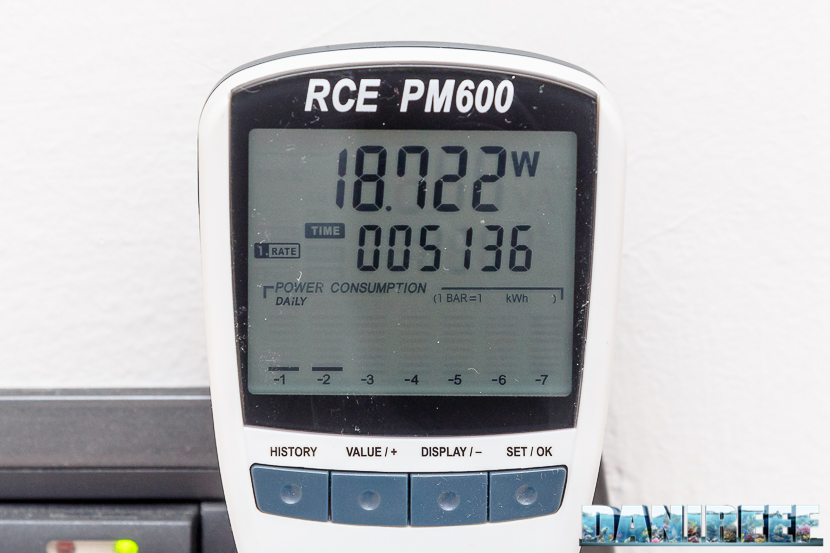 RCE PM600
18.722 W
TIME
005136
1. RATE
POWER CONSUMPTION
DAILY (1 BAR=1 kWh )
-1 -2 -3 -4 -5 -6 -7
HISTORY VALUE / + DISPLAY / – SET / OK
DANIREEF